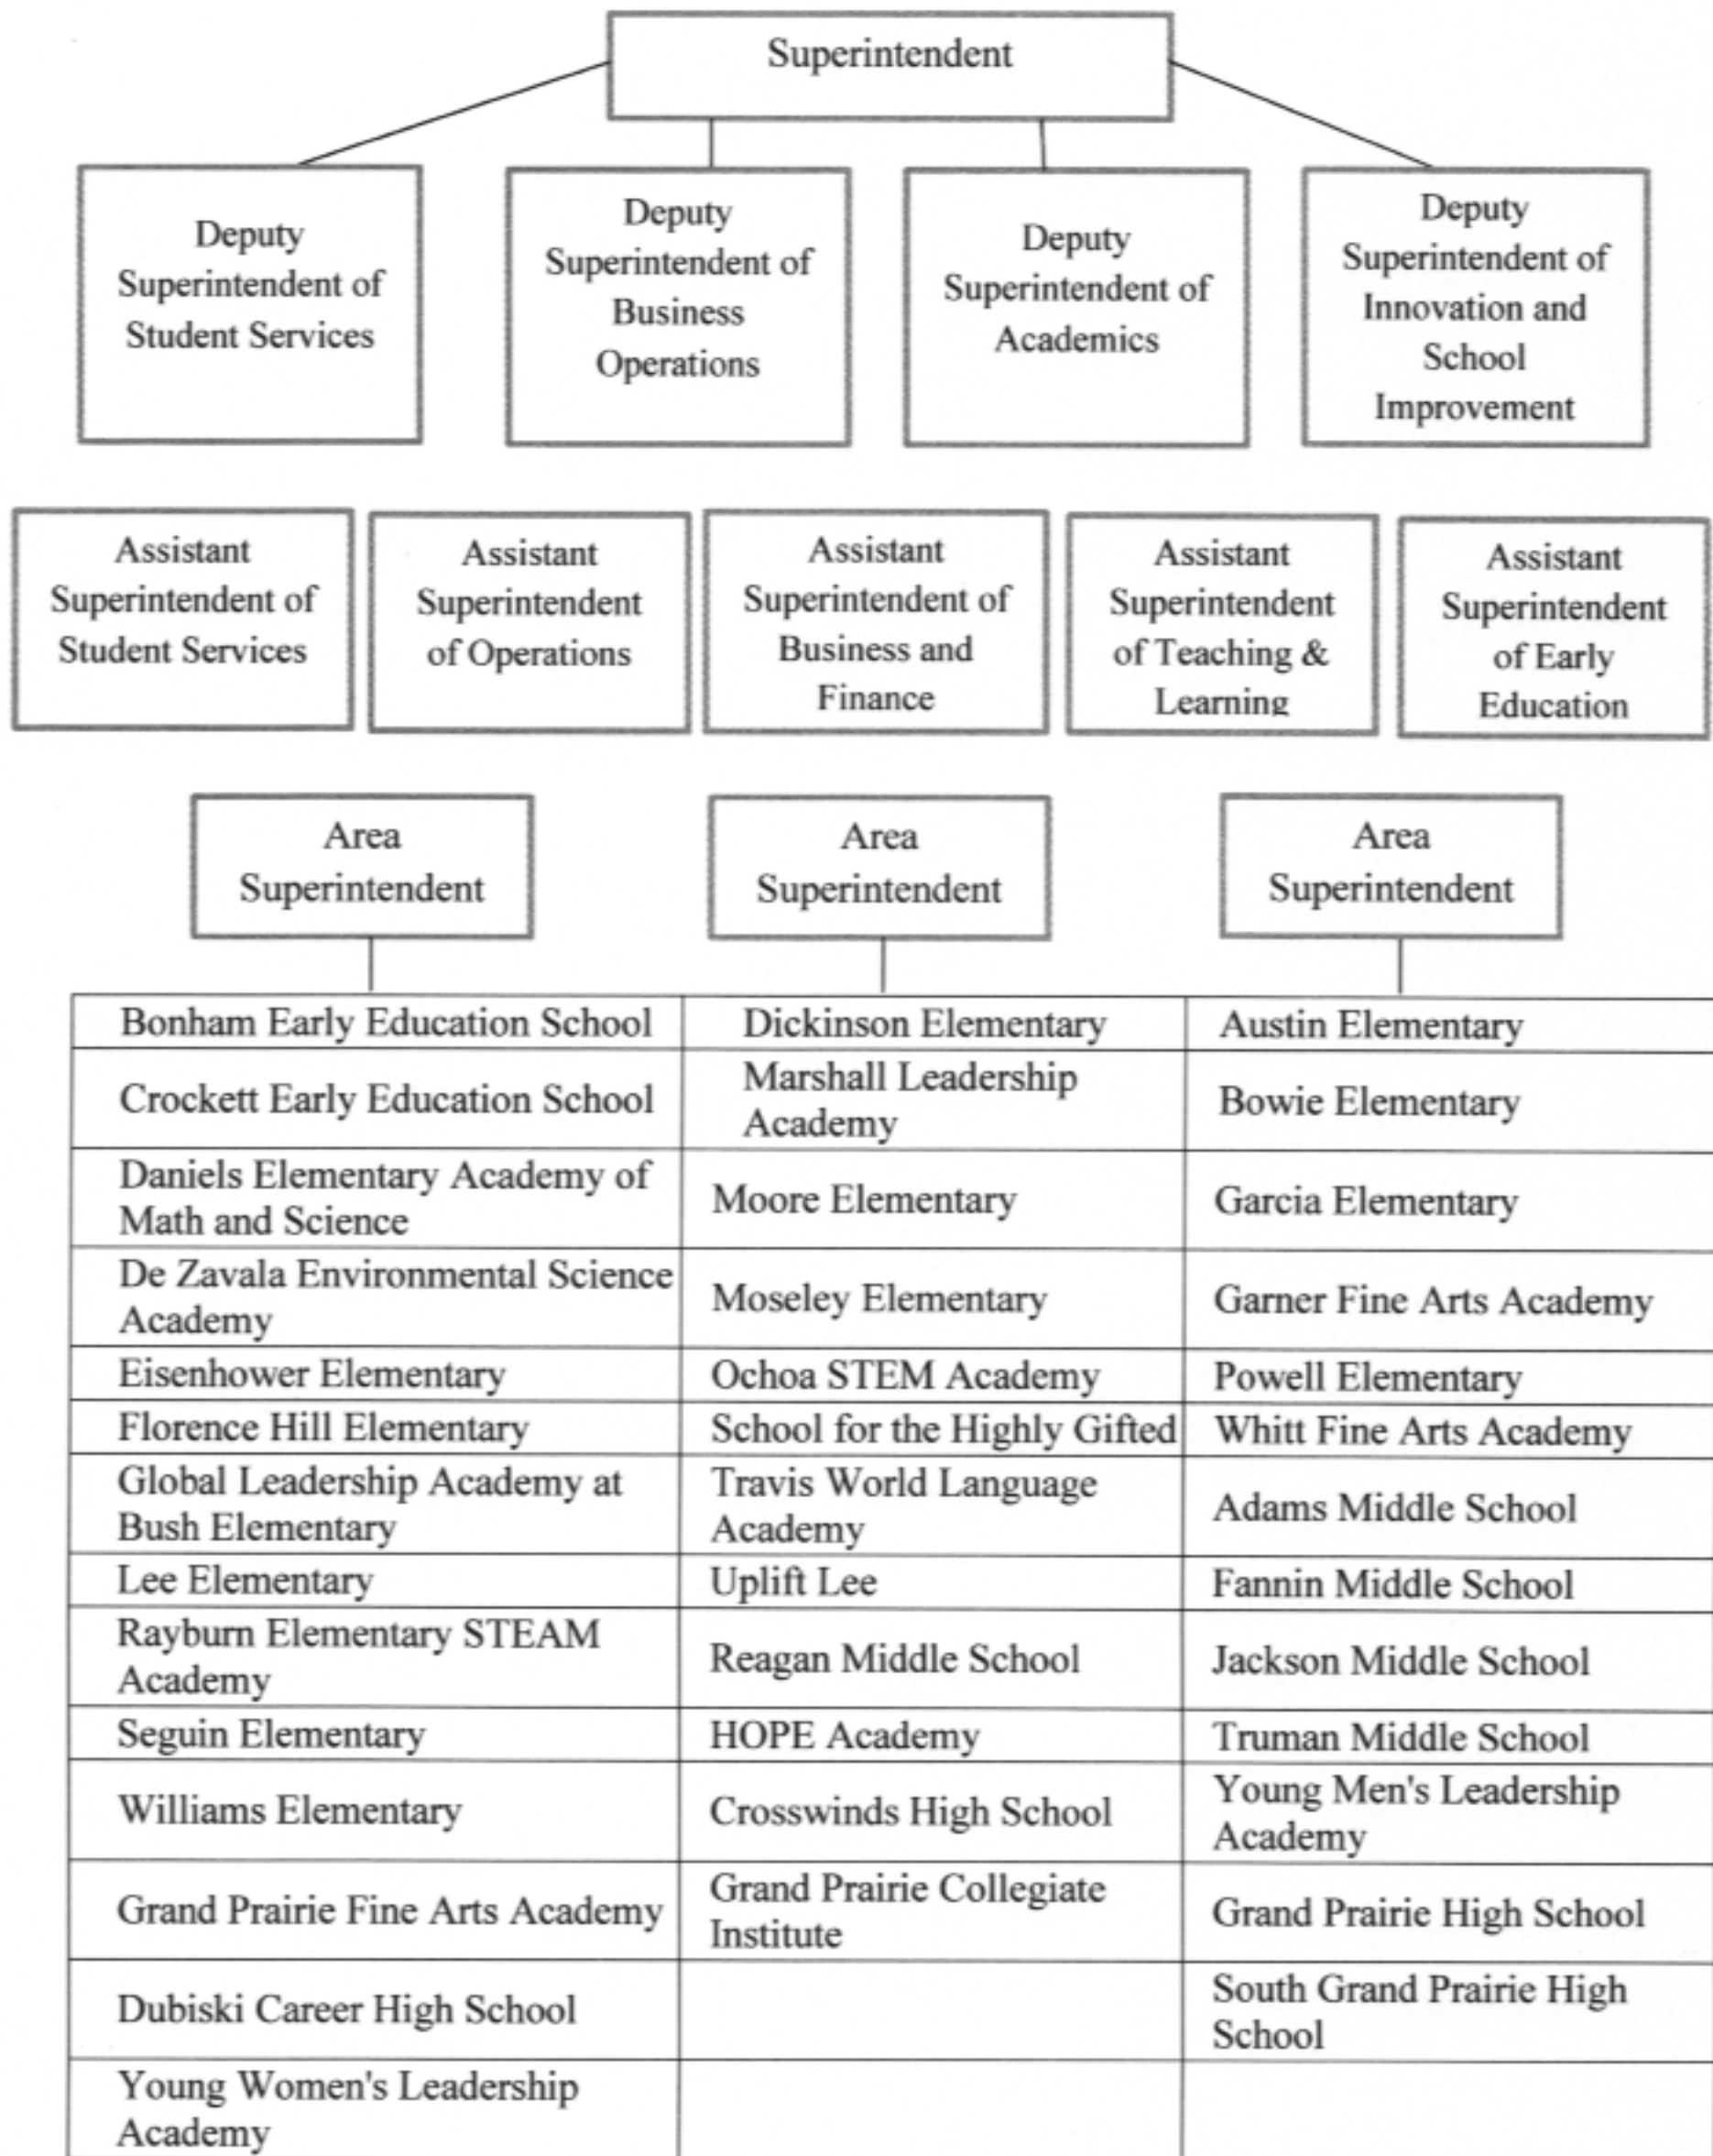 Superintendent
Deputy
Superintendent of
Student Services
Deputy
Superintendent of
Business
Operations
Deputy
Superintendent of
Academics
Deputy
Superintendent of
Innovation and
School
Improvement
Assistant
Superintendent of
Student Services
Assistant
Superintendent
of Operations
Assistant
Superintendent of
Business and
Finance
Assistant
Superintendent
of Teaching &
Learning
Assistant
Superintendent
of Early
Education
Area
Superintendent
Area
Superintendent
Area
Superintendent
Bonham Early Education School
Dickinson Elementary
Austin Elementary
Crockett Early Education School
Marshall Leadership
Academy
Bowie Elementary
Daniels Elementary Academy of
Math and Science
Moore Elementary
Garcia Elementary
De Zavala Environmental Science
Academy
Moseley Elementary
Garner Fine Arts Academy
Eisenhower Elementary
Ochoa STEM Academy
Powell Elementary
Florence Hill Elementary
School for the Highly Gifted
Whitt Fine Arts Academy
Global Leadership Academy at
Bush Elementary
Travis World Language
Academy
Adams Middle School
Lee Elementary
Uplift Lee
Fannin Middle School
Rayburn Elementary STEAM
Academy
Reagan Middle School
Jackson Middle School
Seguin Elementary
HOPE Academy
Truman Middle School
Williams Elementary
Crosswinds High School
Young Men's Leadership
Academy
Grand Prairie Fine Arts Academy
Grand Prairie Collegiate
Institute
Grand Prairie High School
Dubiski Career High School
South Grand Prairie High
School
Young Women's Leadership
Academy